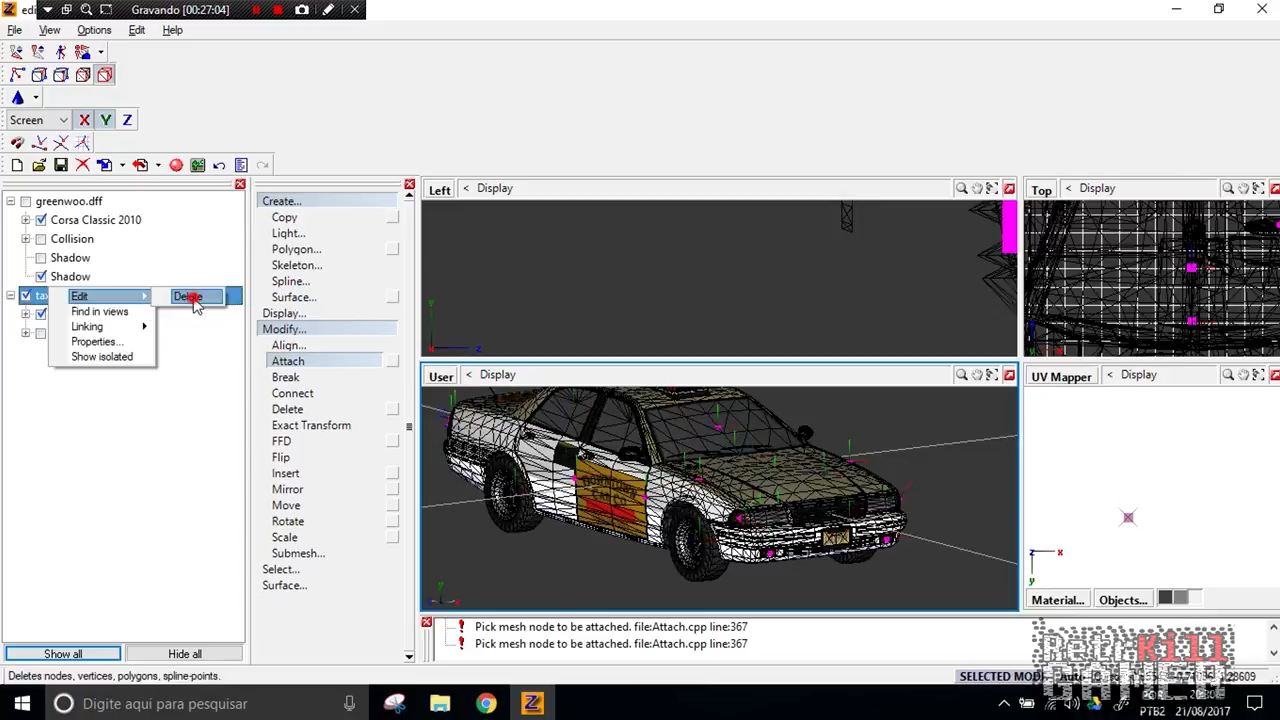 edi
Gravando [00:27:04]
File View Options Edit Help
Screen X Y Z
greenwoo.dff
Corsa Classic 2010
Collision
Shadow
Shadow
Edit
Delete
Find in views
Linking
Properties...
Show isolated
Show all Hide all
Create...
Copy
Light...
Polygon...
Skeleton...
Spline...
Surface...
Display...
Modify...
Align...
Attach
Break
Connect
Delete
Exact Transform
FFD
Flip
Insert
Mirror
Move
Rotate
Scale
Submesh...
Select...
Surface...
Left < Display
Top < Display
User < Display
UV Mapper < Display
Material... Objects...
Pick mesh node to be attached. file:Attach.cpp line:367
Pick mesh node to be attached. file:Attach.cpp line:367
Deletes nodes, vertices, polygons, spline-points.
SELECTED MOD
RetrKill
GAMER
Digite aqui para pesquisar
PTB2 21/08/2017